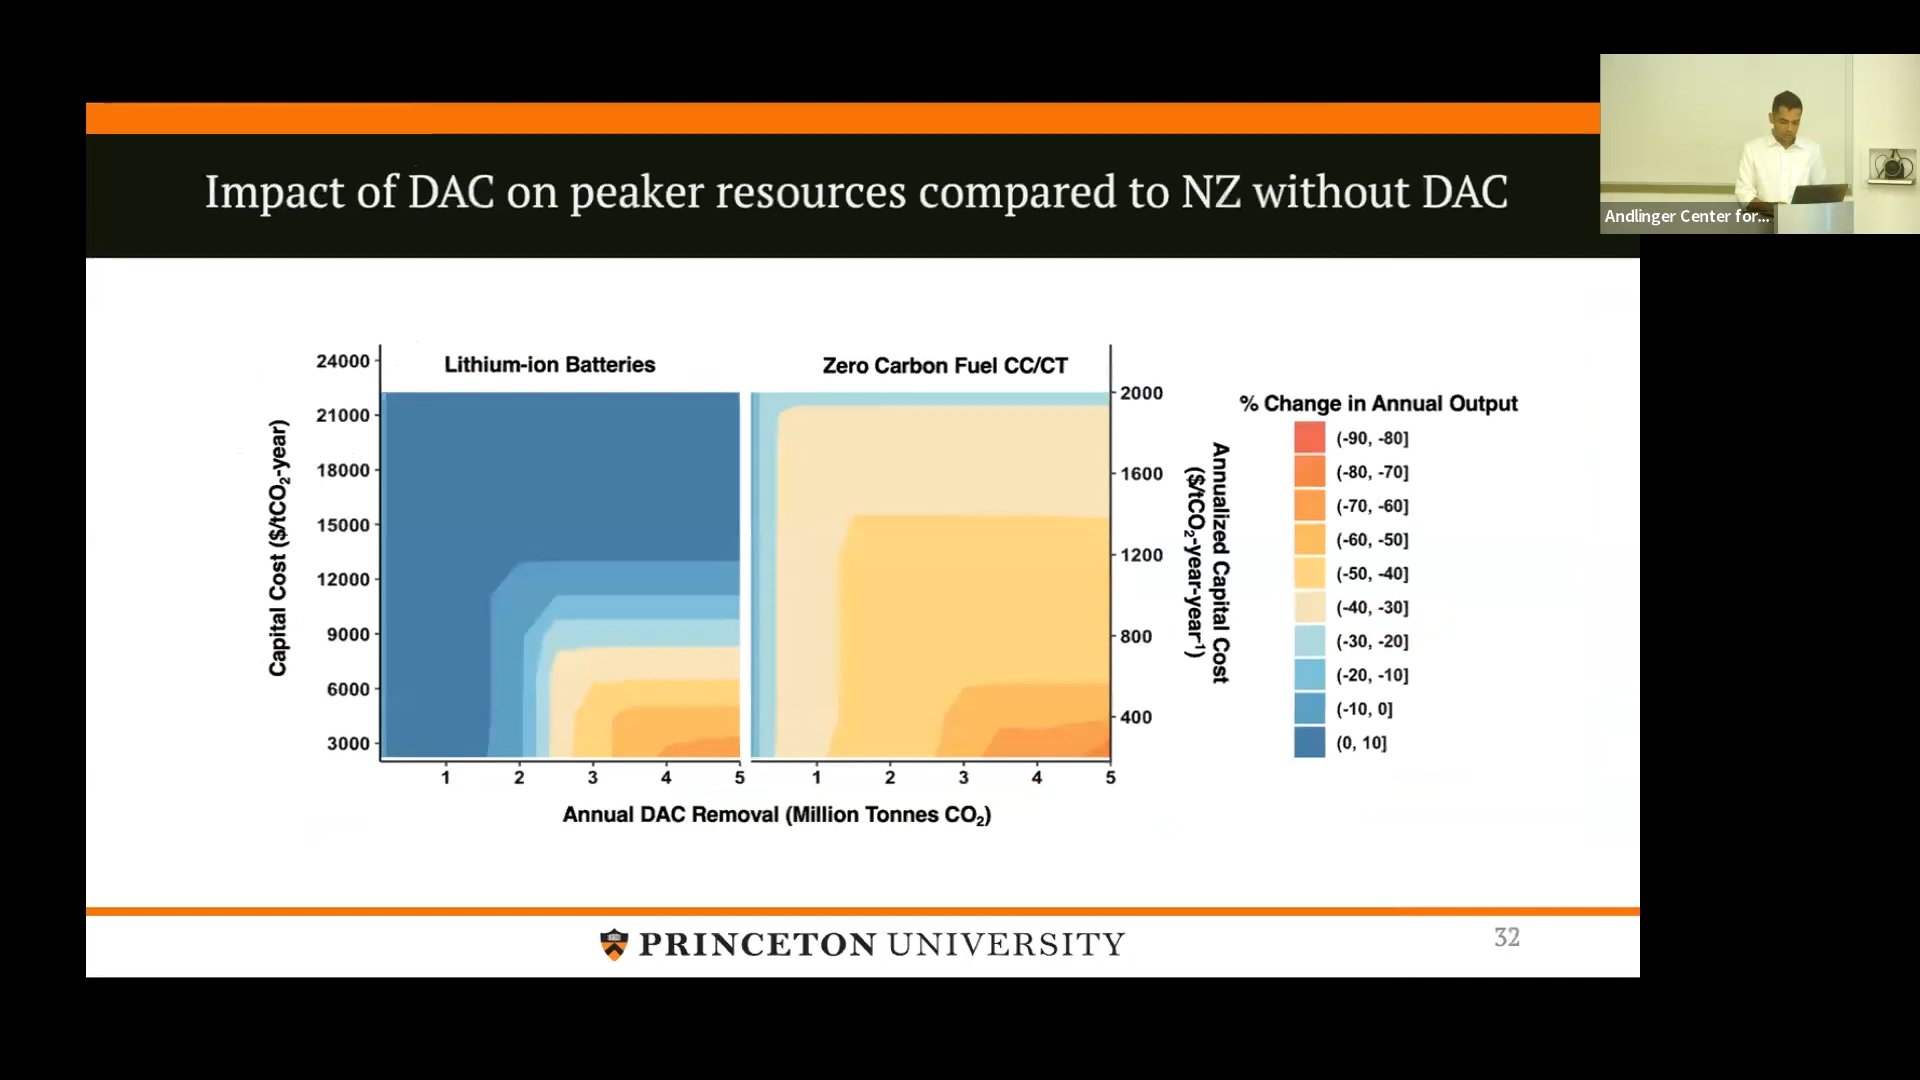 Impact of DAC on peaker resources compared to NZ without DAC
Andlinger Center for...
Lithium-ion Batteries
Zero Carbon Fuel CC/CT
Capital Cost ($/tCO₂-year)
24000
21000
18000
15000
12000
9000
6000
3000
1 2 3 4 5
1 2 3 4 5
Annual DAC Removal (Million Tonnes CO₂)
2000
1600
1200
800
400
Annualized Capital Cost
($/tCO₂-year-year⁻¹)
% Change in Annual Output
(-90, -80]
(-80, -70]
(-70, -60]
(-60, -50]
(-50, -40]
(-40, -30]
(-30, -20]
(-20, -10]
(-10, 0]
(0, 10]
PRINCETON UNIVERSITY
32